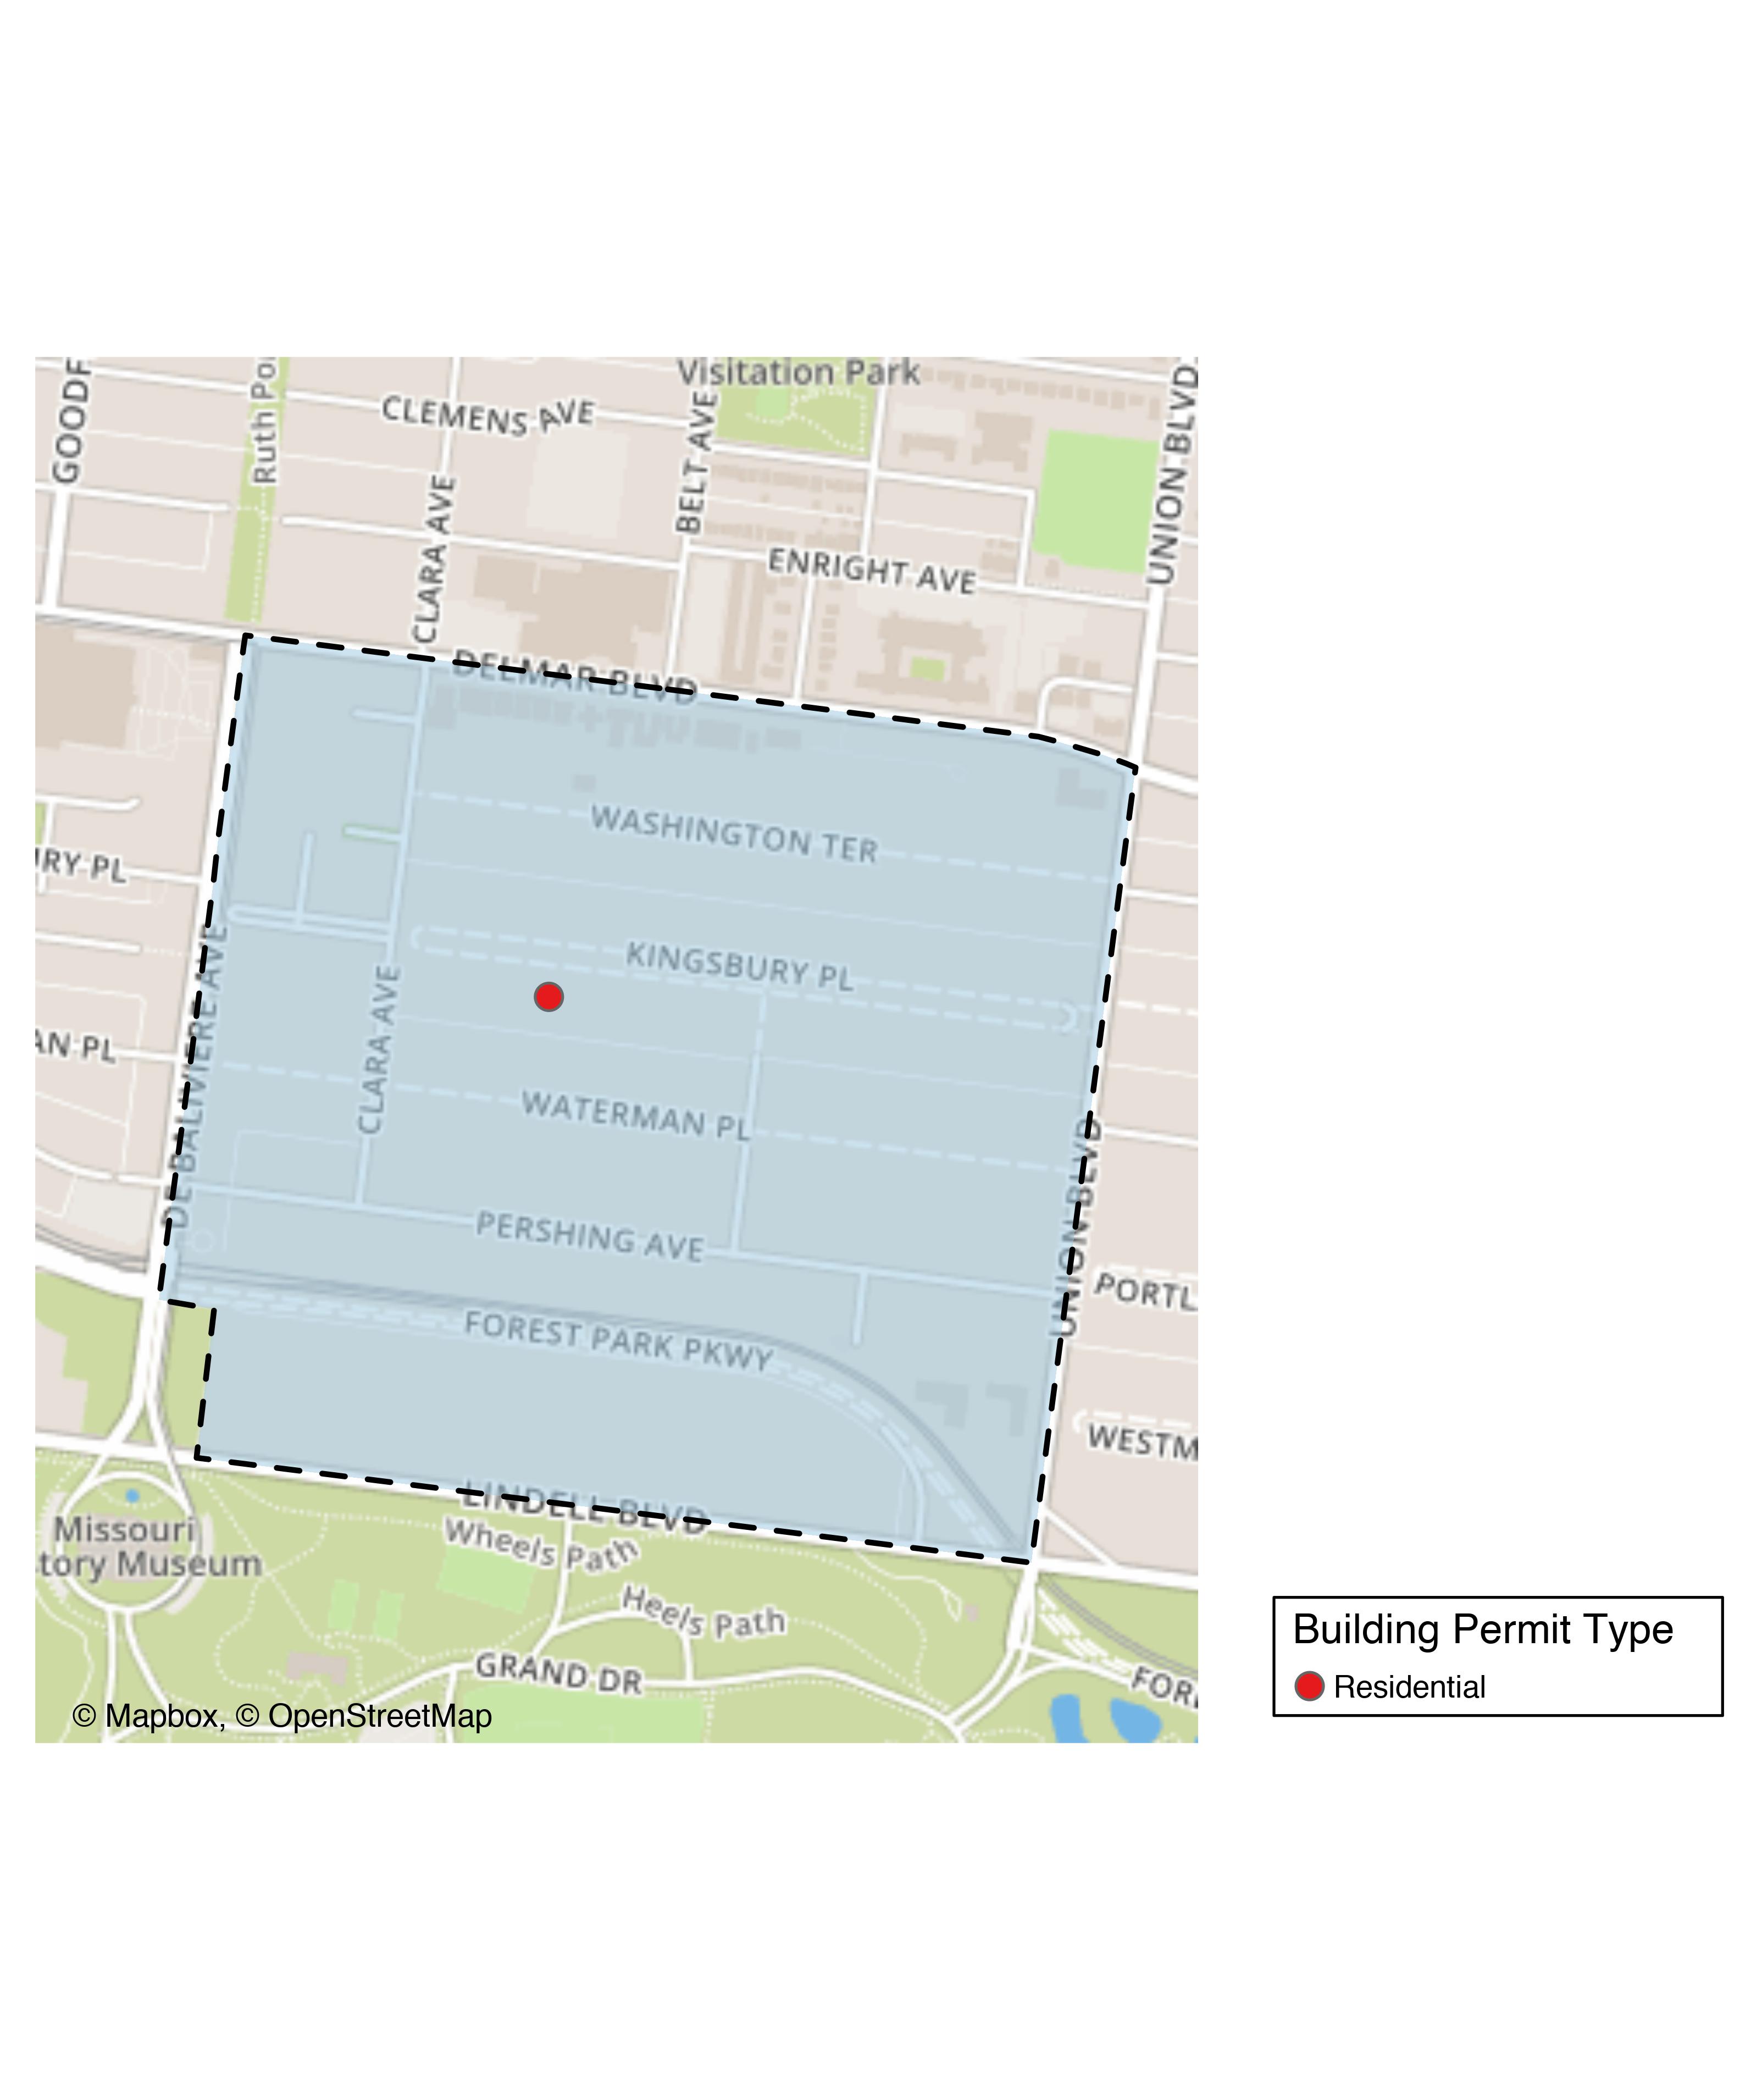 Visitation Park
GOODF
Ruth Po
CLEMENS AVE
BELT AVE
UNION BLVD
CLARA AVE
ENRIGHT AVE
DELMAR BLVD
WASHINGTON TER
RY PL
KINGSBURY PL
DE BALIVIERE AVE
CLARA AVE
AN PL
WATERMAN PL
UNION BLVD
PERSHING AVE
PORTL
FOREST PARK PKWY
WESTM
LINDELL BLVD
Wheels Path
Missouri
tory Museum
Heels Path
GRAND DR
FOR
© Mapbox, © OpenStreetMap
Building Permit Type
Residential